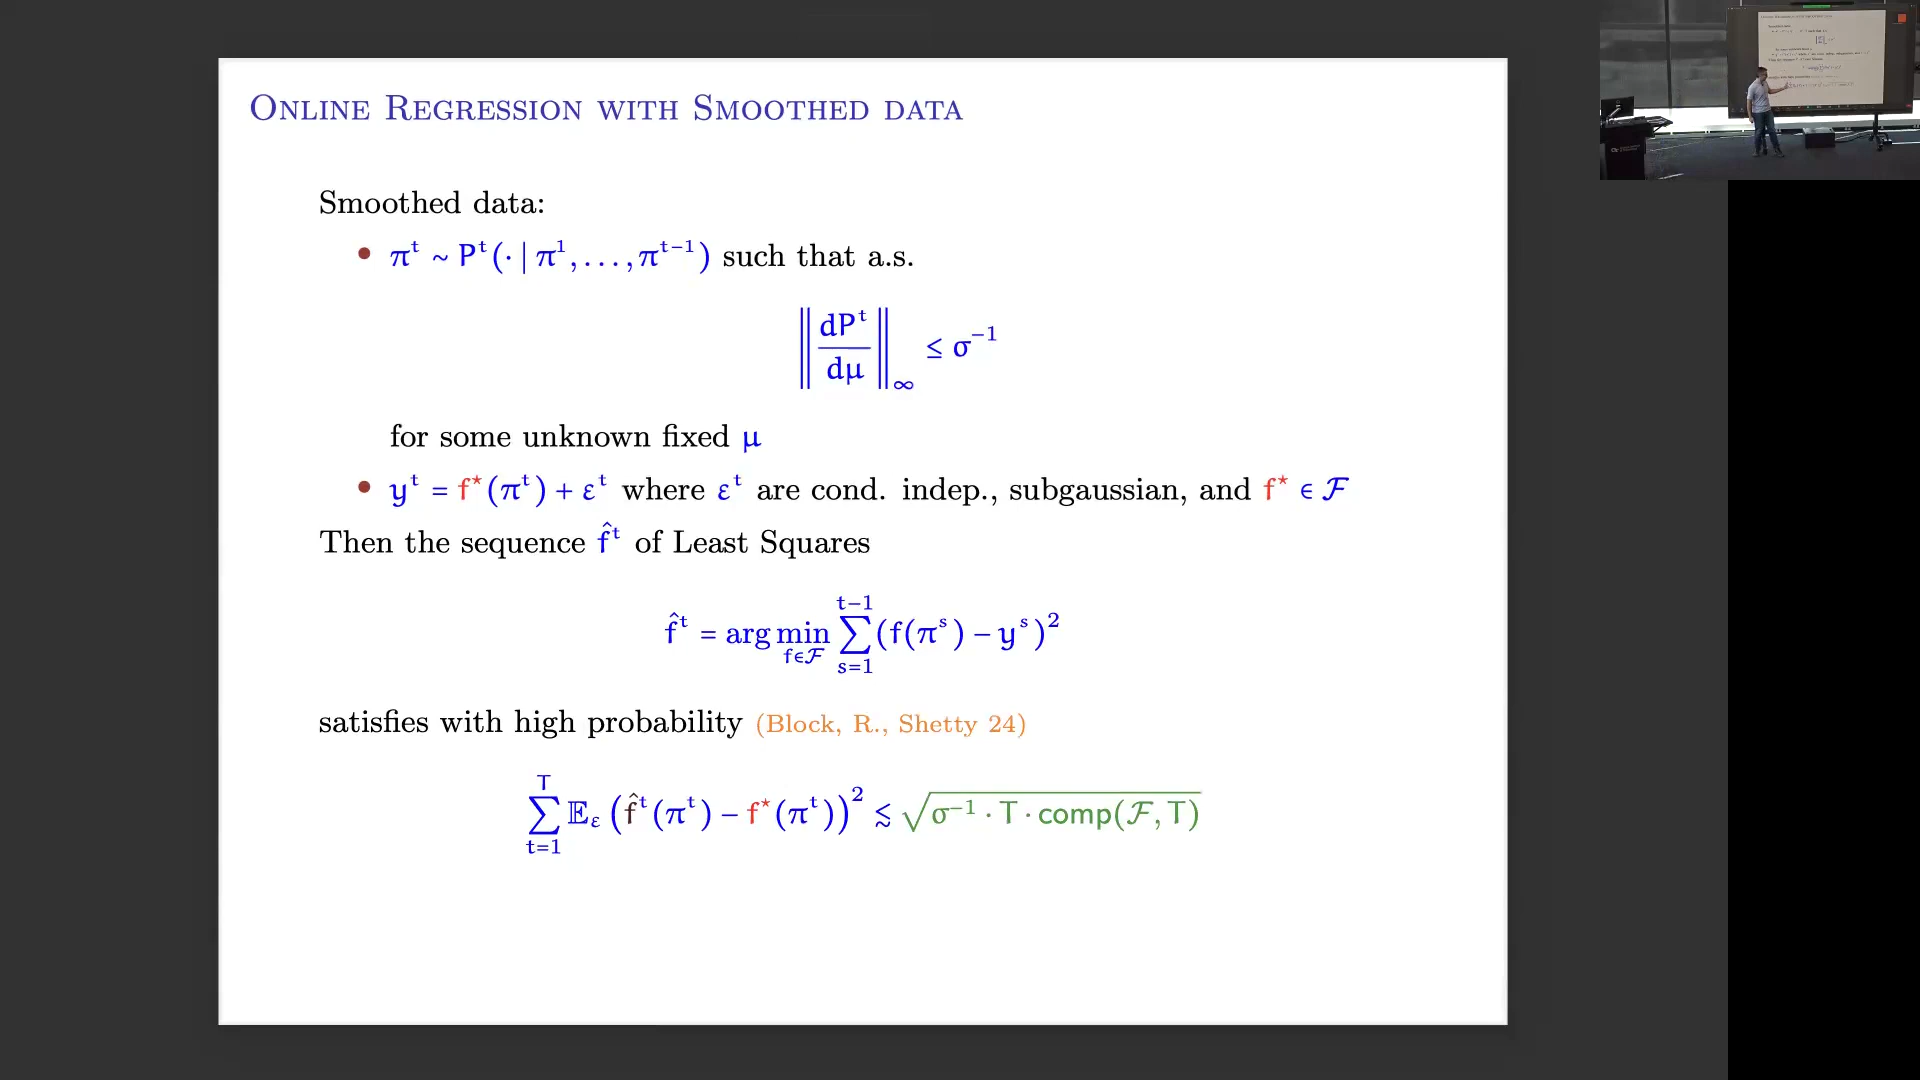 Online Regression with Smoothed data
Smoothed data:
• πᵗ ∼ Pᵗ(· | π¹, . . . , πᵗ⁻¹) such that a.s.
‖dPᵗ/dμ‖_∞ ≤ σ⁻¹
for some unknown fixed μ
• yᵗ = f*(πᵗ) + εᵗ where εᵗ are cond. indep., subgaussian, and f* ∈ ℱ
Then the sequence f̂ᵗ of Least Squares
f̂ᵗ = arg min_{f∈ℱ} ∑_{s=1}^{t−1} (f(πˢ) − yˢ)²
satisfies with high probability (Block, R., Shetty 24)
∑_{t=1}^{T} 𝔼_ε (f̂ᵗ(πᵗ) − f*(πᵗ))² ≲ √(σ⁻¹ · T · comp(ℱ, T))